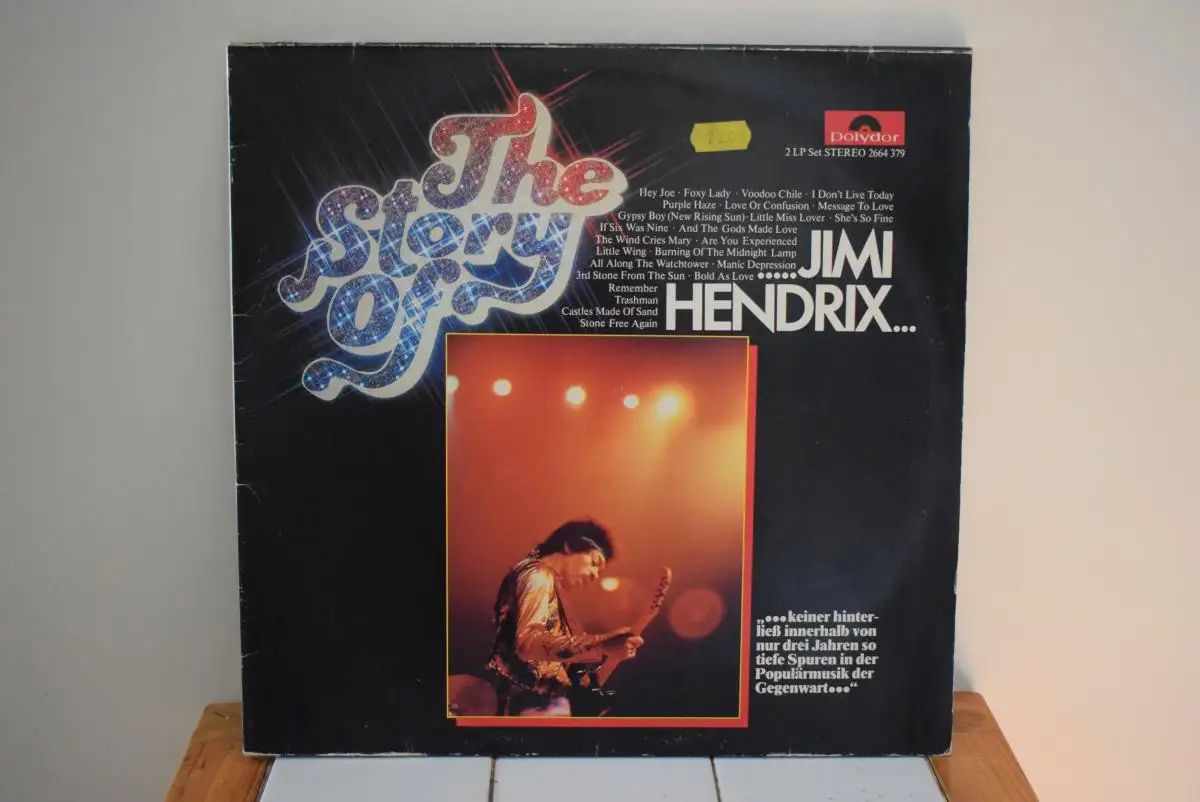 The
Story
Of
polydor
2 LP Set STEREO 2664 379
Hey Joe · Foxy Lady · Voodoo Chile · I Don't Live Today
Purple Haze · Love Or Confusion · Message To Love
Gypsy Boy (New Rising Sun)·Little Miss Lover · She's So Fine
If Six Was Nine · And The Gods Made Love
The Wind Cries Mary · Are You Experienced
Little Wing · Burning Of The Midnight Lamp
All Along The Watchtower · Manic Depression
3rd Stone From The Sun · Bold As Love
Remember
Trashman
Castles Made Of Sand
Stone Free Again
.....JIMI
HENDRIX...
„...keiner hinter-
ließ innerhalb von
nur drei Jahren so
tiefe Spuren in der
Populärmusik der
Gegenwart...“